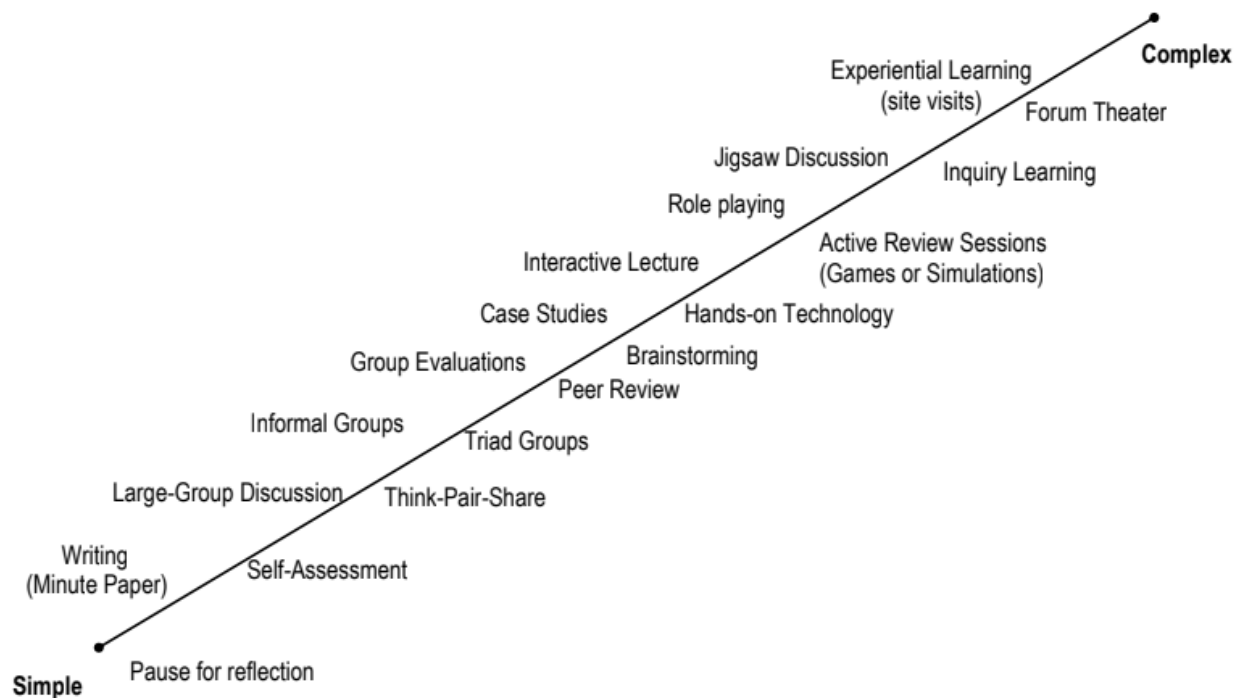 Complex
Experiential Learning
(site visits)
Forum Theater
Jigsaw Discussion
Inquiry Learning
Role playing
Active Review Sessions
(Games or Simulations)
Interactive Lecture
Case Studies
Hands-on Technology
Brainstorming
Group Evaluations
Peer Review
Informal Groups
Triad Groups
Large-Group Discussion
Think-Pair-Share
Writing
(Minute Paper)
Self-Assessment
Pause for reflection
Simple